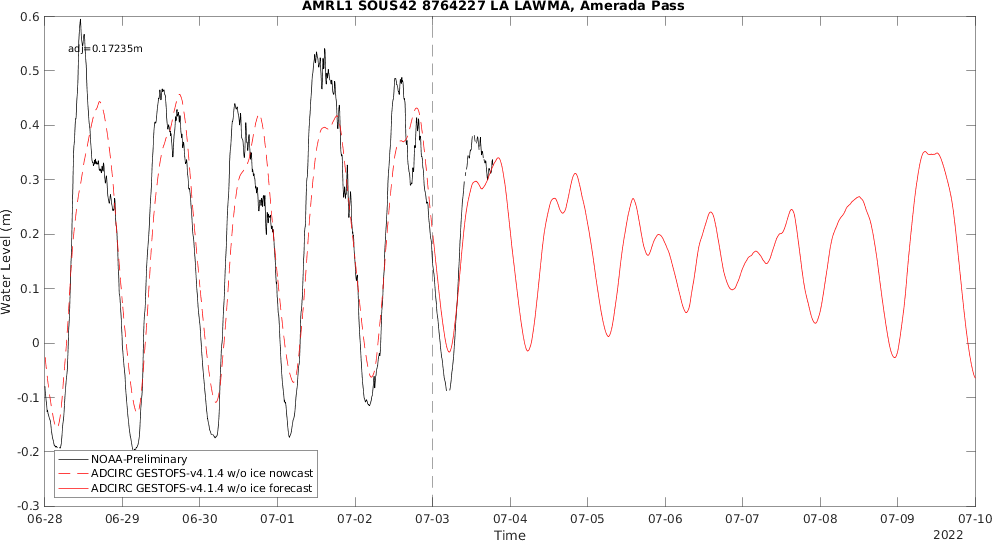 AMRL1 SOUS42 8764227 LA LAWMA, Amerada Pass
adj=0.17235m
Water Level (m)
0.6
0.5
0.4
0.3
0.2
0.1
0
-0.1
-0.2
-0.3
NOAA-Preliminary
ADCIRC GESTOFS-v4.1.4 w/o ice nowcast
ADCIRC GESTOFS-v4.1.4 w/o ice forecast
06-28 06-29 06-30 07-01 07-02 07-03 07-04 07-05 07-06 07-07 07-08 07-09 07-10
Time
2022